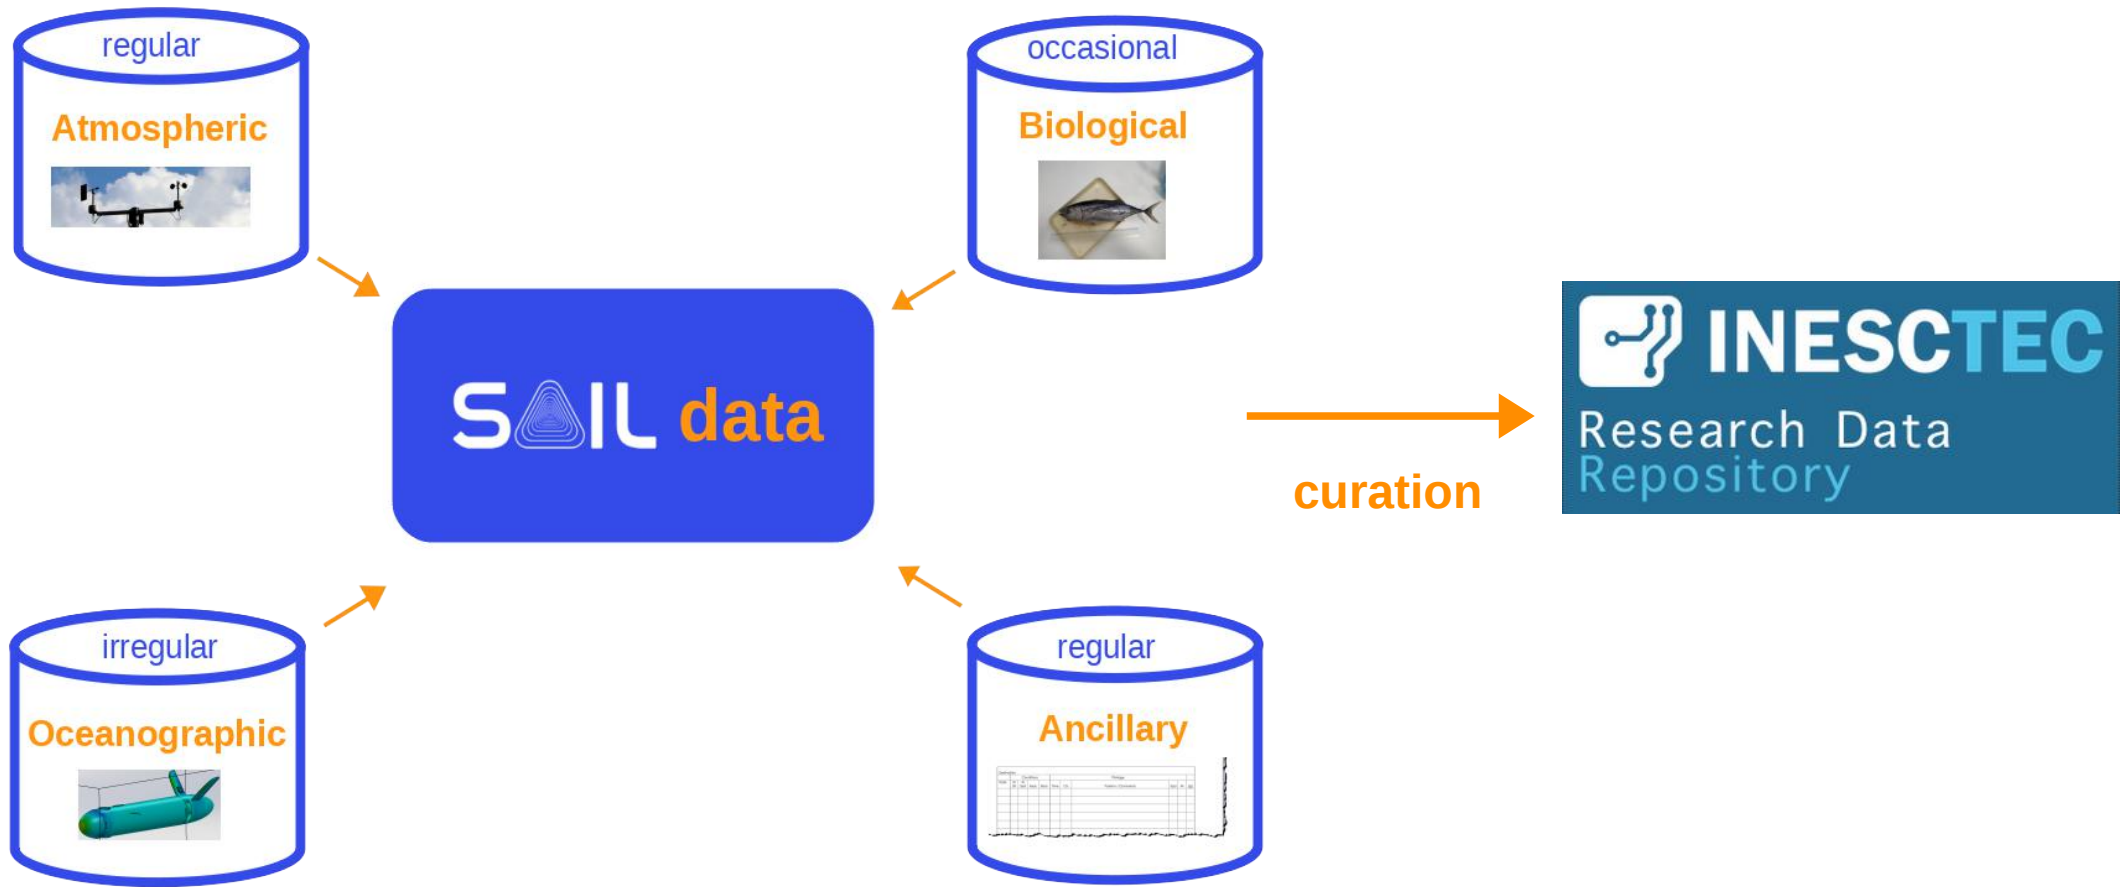 regular
Atmospheric
occasional
Biological
SAIL data
INESCTEC
Research Data
Repository
curation
irregular
Oceanographic
regular
Ancillary